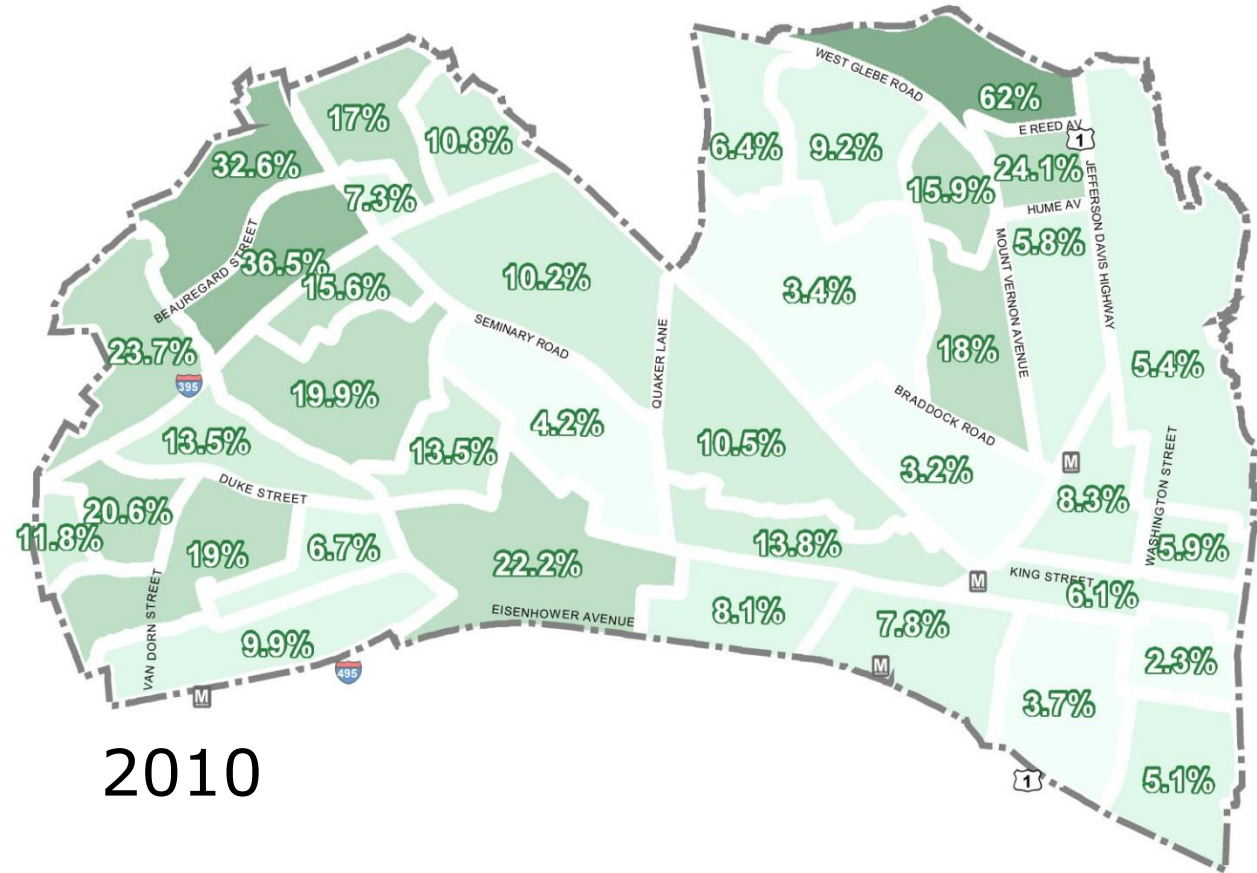 WEST GLEBE ROAD
62%
17%
E REED AV
1
10.8%
6.4%
9.2%
32.6%
24.1%
15.9%
7.3%
HUME AV
JEFFERSON DAVIS HIGHWAY
BEAUREGARD STREET
36.5%
15.6%
10.2%
3.4%
MOUNT VERNON AVENUE
5.8%
SEMINARY ROAD
QUAKER LANE
23.7%
395
18%
5.4%
19.9%
4.2%
BRADDOCK ROAD
13.5%
13.5%
10.5%
3.2%
M
WASHINGTON STREET
DUKE STREET
8.3%
20.6%
11.8%
19%
6.7%
22.2%
13.8%
5.9%
KING STREET
M
6.1%
EISENHOWER AVENUE
8.1%
7.8%
VAN DORN STREET
9.9%
495
M
M
2.3%
3.7%
2010
1
5.1%